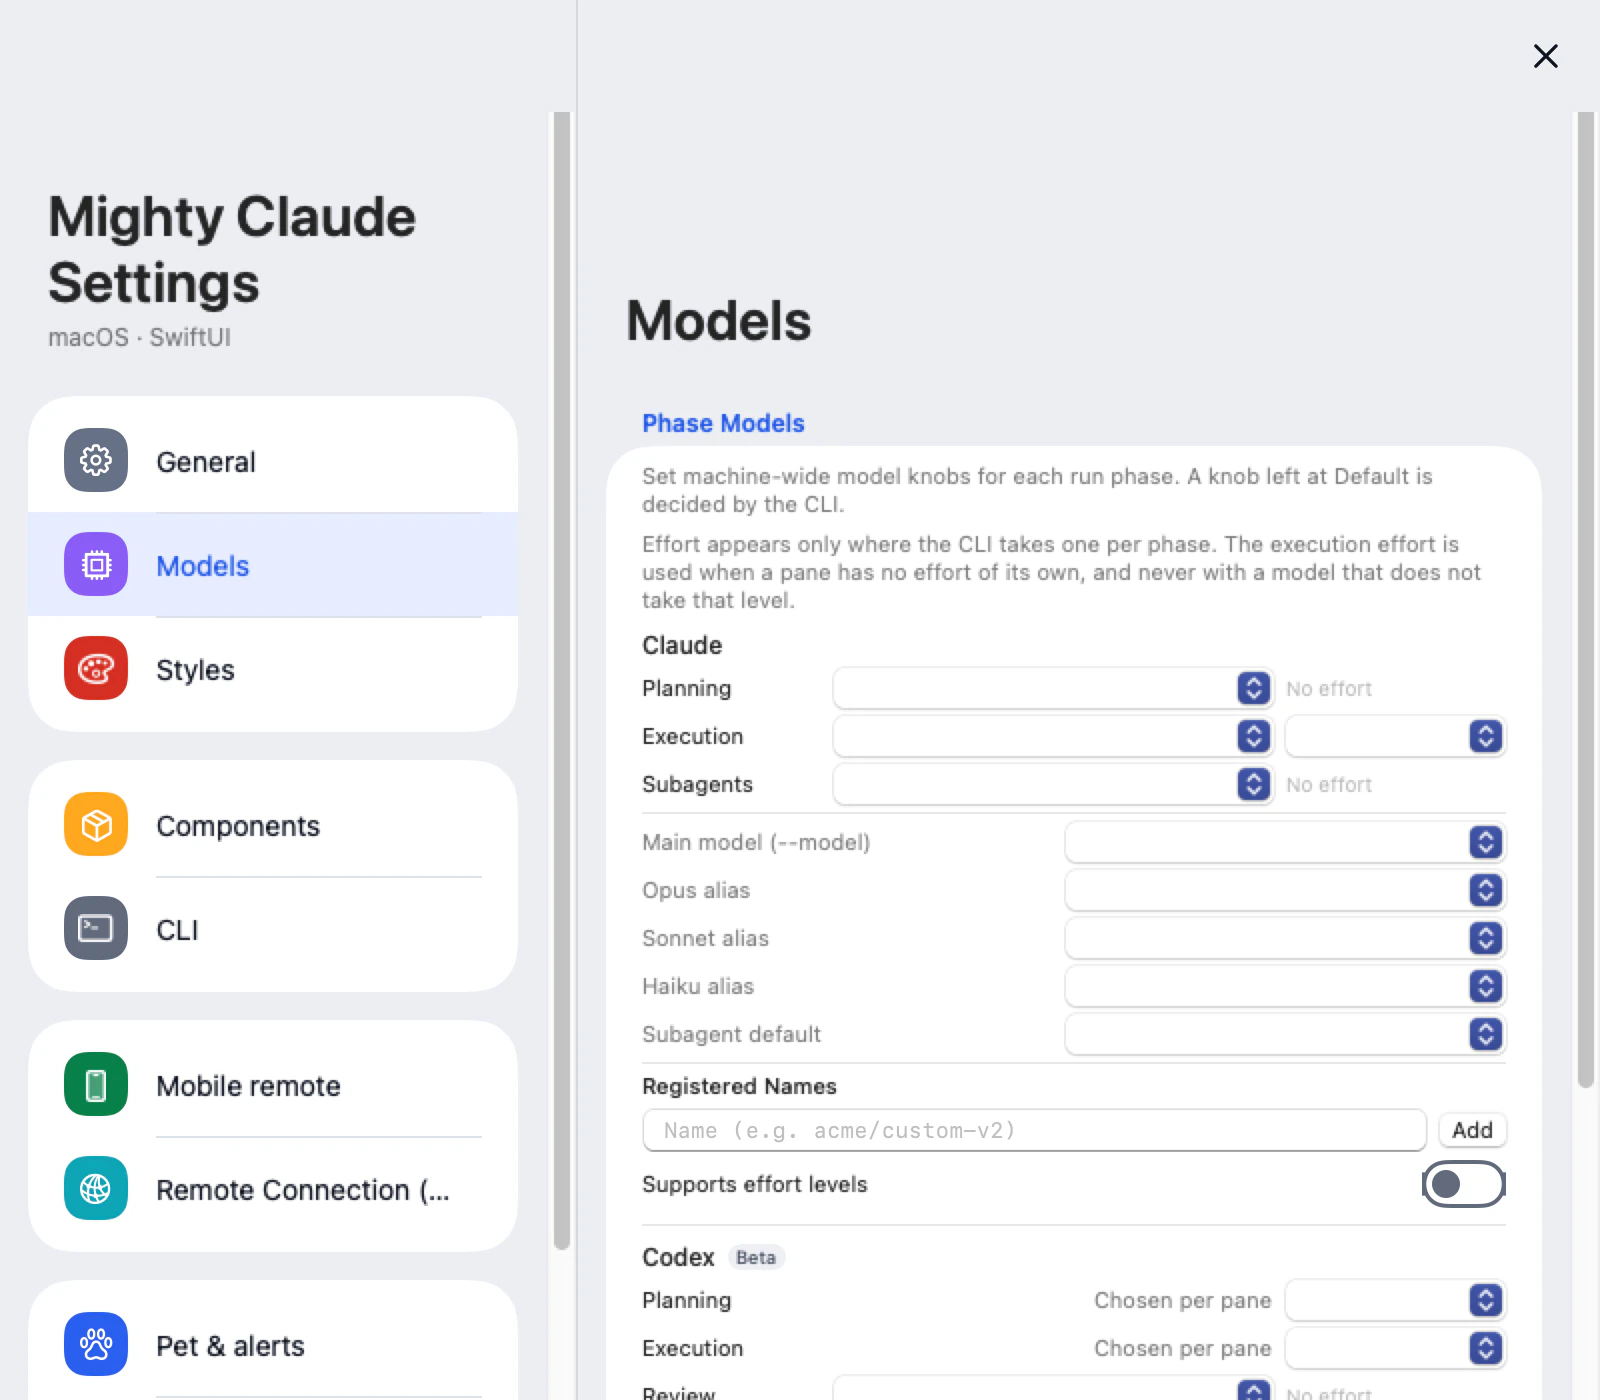 Mighty Claude
Settings
macOS · SwiftUI
General
Models
Styles
Components
CLI
Mobile remote
Remote Connection (...
Pet & alerts
Models
Phase Models
Set machine-wide model knobs for each run phase. A knob left at Default is
decided by the CLI.
Effort appears only where the CLI takes one per phase. The execution effort is
used when a pane has no effort of its own, and never with a model that does not
take that level.
Claude
Planning No effort
Execution
Subagents No effort
Main model (--model)
Opus alias
Sonnet alias
Haiku alias
Subagent default
Registered Names
Name (e.g. acme/custom-v2) Add
Supports effort levels
Codex Beta
Planning Chosen per pane
Execution Chosen per pane
Review No effort